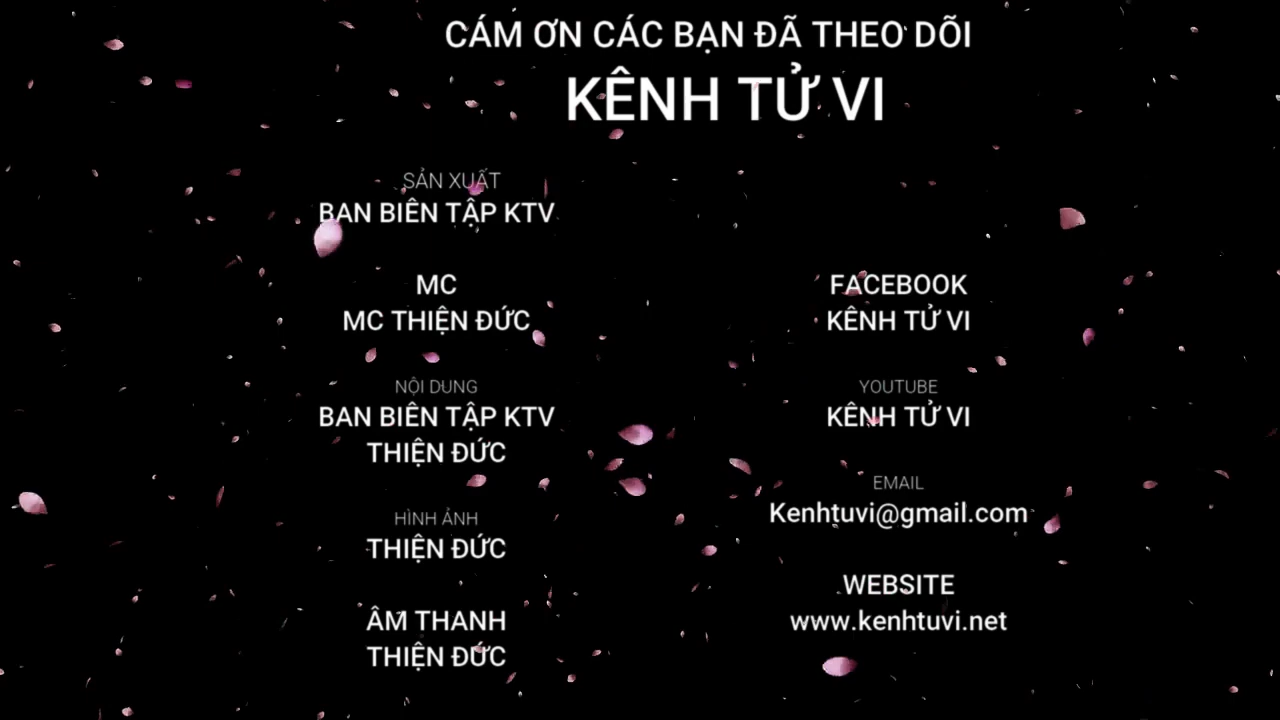 CÁM ƠN CÁC BẠN ĐÃ THEO DÕI
KÊNH TỬ VI
SẢN XUẤT
BAN BIÊN TẬP KTV
MC
MC THIỆN ĐỨC
NỘI DUNG
BAN BIÊN TẬP KTV
THIỆN ĐỨC
HÌNH ẢNH
THIỆN ĐỨC
ÂM THANH
THIỆN ĐỨC
FACEBOOK
KÊNH TỬ VI
YOUTUBE
KÊNH TỬ VI
EMAIL
Kenhtuvi@gmail.com
WEBSITE
www.kenhtuvi.net